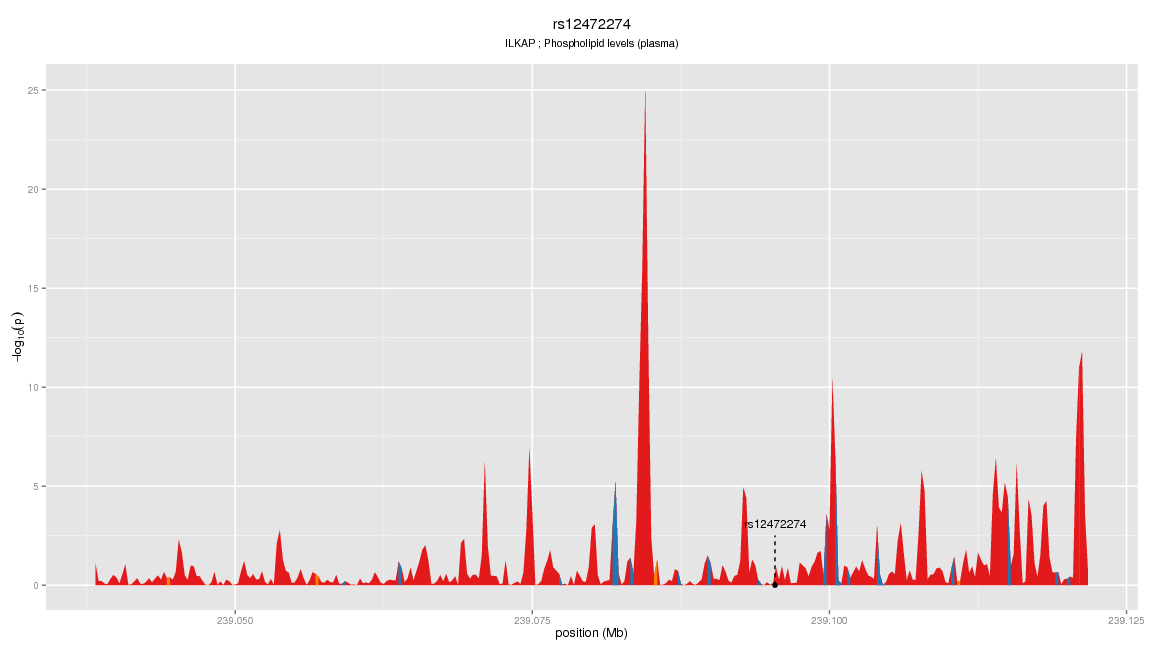 rs12472274
ILKAP ; Phospholipid levels (plasma)
25
20
15
10
5
0
−log10(p)
rs12472274
239.050
239.075
239.100
239.125
position (Mb)